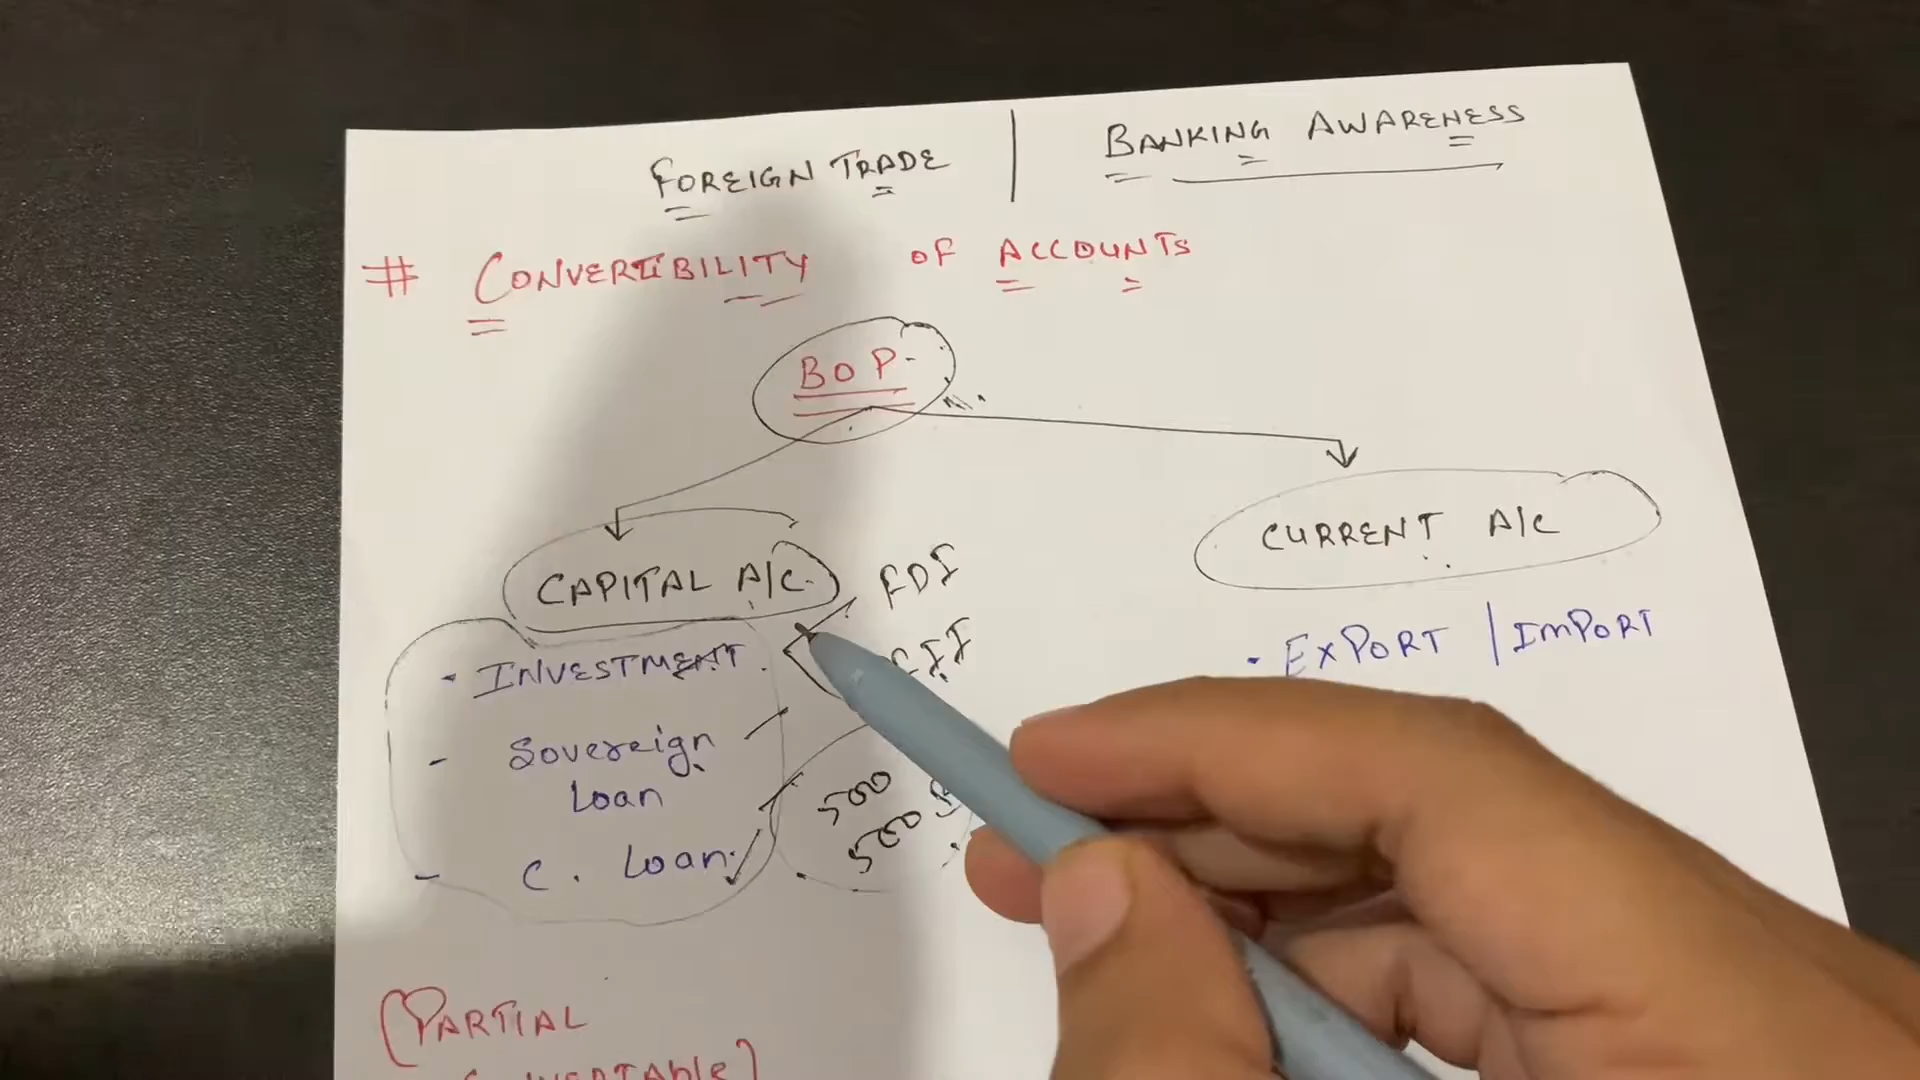 FOREIGN TRADE | BANKING AWARENESS
# CONVERTIBILITY OF ACCOUNTS
BOP
CAPITAL A/C
FDI
FII
- INVESTMENT
- Sovereign
Loan
- C. Loan
500
500
CURRENT A/C
- EXPORT | IMPORT
(PARTIAL